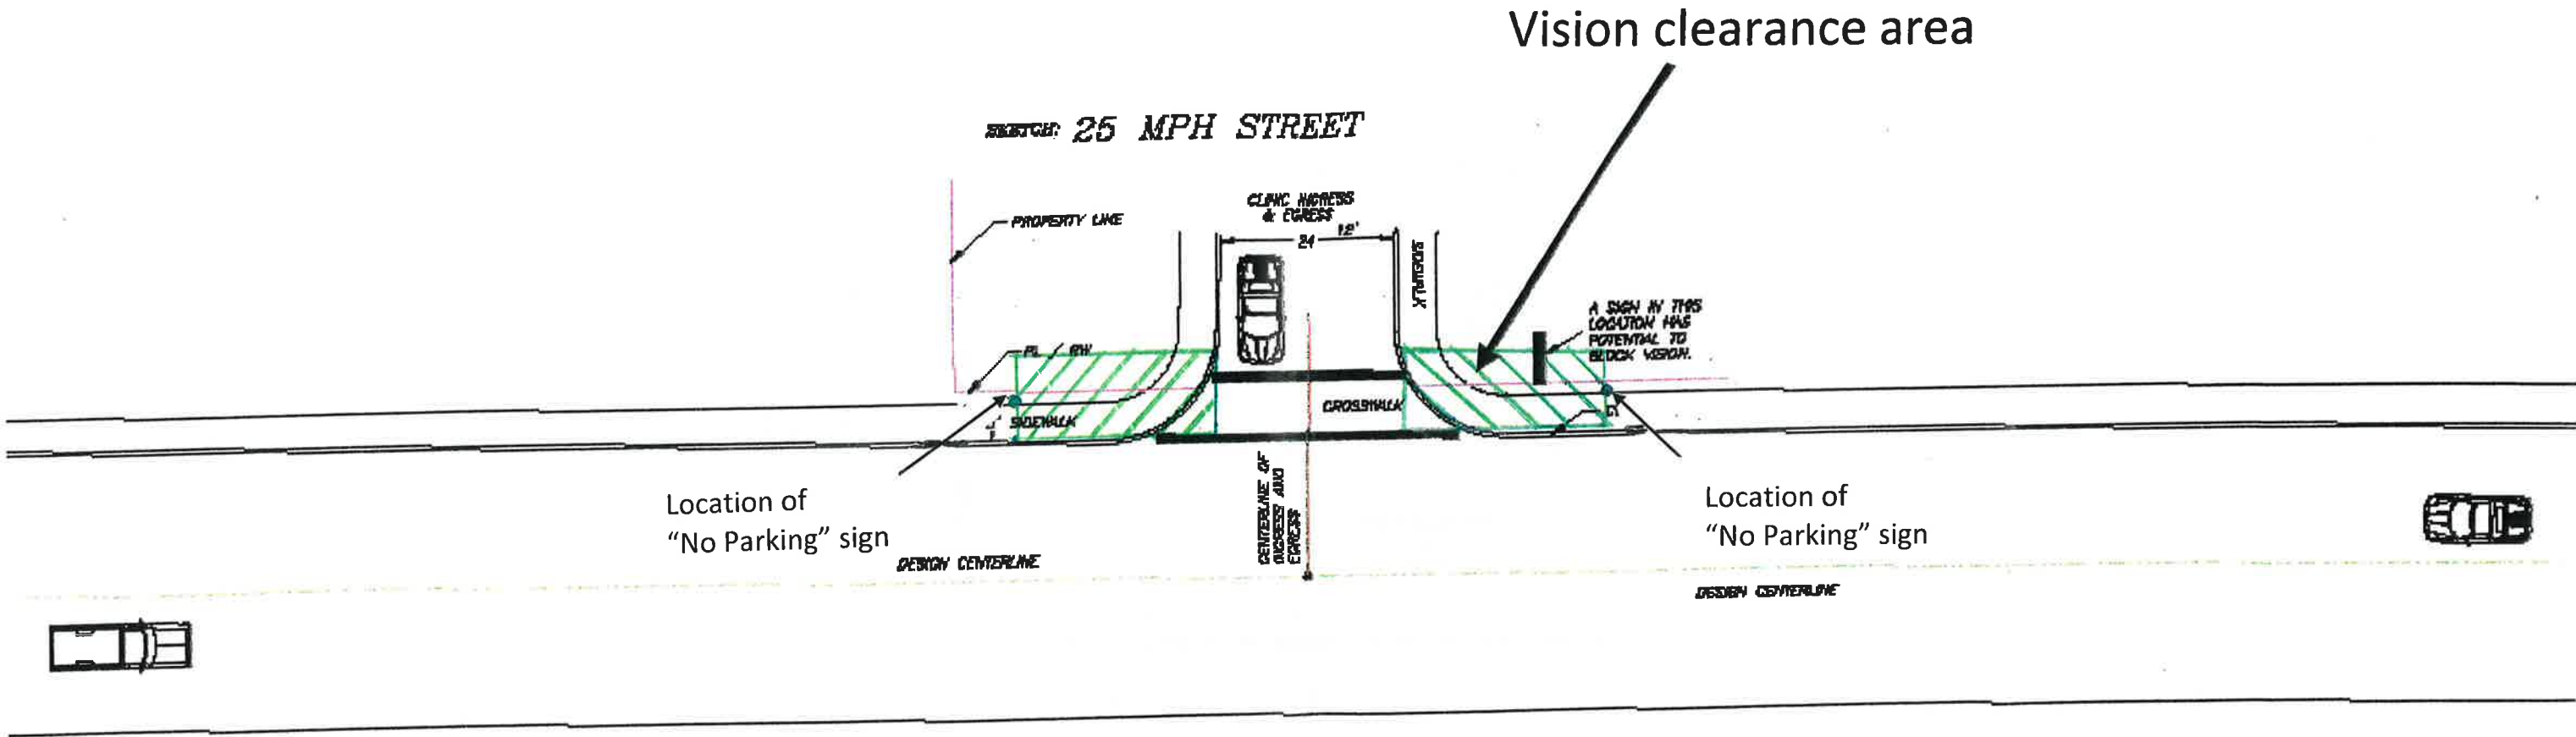 Vision clearance area
SKETCH: 25 MPH STREET
CLINIC INGRESS
& EGRESS
PROPERTY LINE
24
12'
SIDEWALK
A SIGN IN THIS
LOCATION HAS
POTENTIAL TO
BLOCK VISION.
PL / RW
CROSSWALK
SIDEWALK
CENTERLINE OF
INGRESS AND
EGRESS
Location of
"No Parking" sign
Location of
"No Parking" sign
DESIGN CENTERLINE
DESIGN CENTERLINE